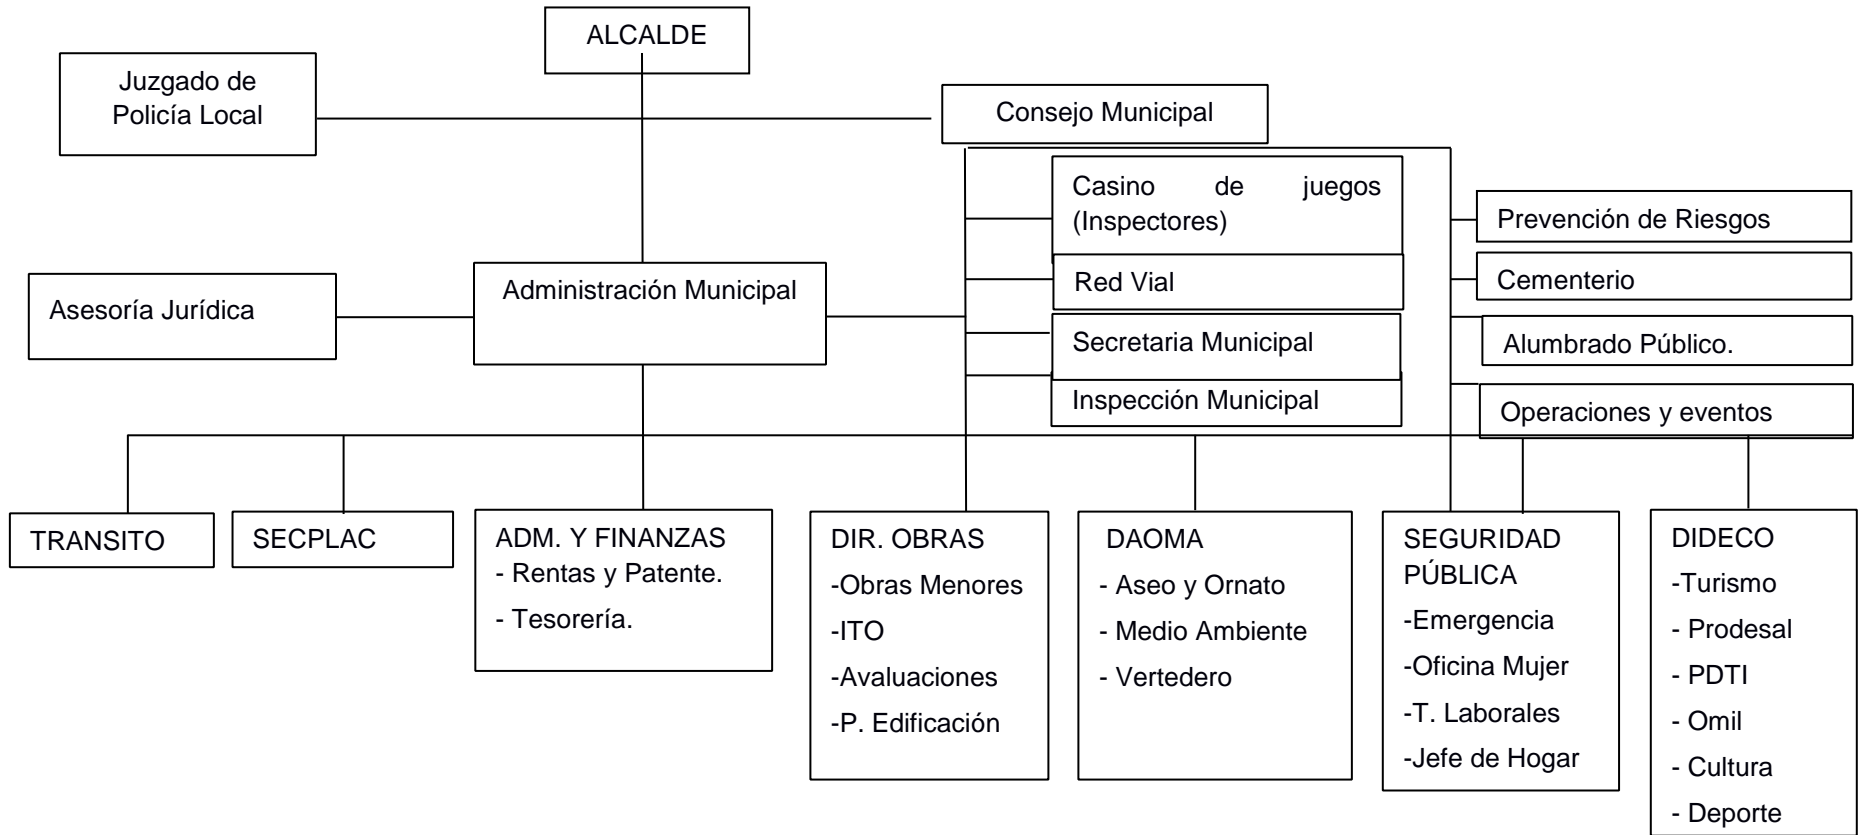 ALCALDE
Juzgado de
Policía Local
Consejo Municipal
Casino de juegos
(Inspectores)
Prevención de Riesgos
Red Vial
Cementerio
Administración Municipal
Asesoría Jurídica
Secretaria Municipal
Alumbrado Público.
Inspección Municipal
Operaciones y eventos
TRANSITO
SECPLAC
ADM. Y FINANZAS
- Rentas y Patente.
- Tesorería.
DIR. OBRAS
-Obras Menores
-ITO
-Avaluaciones
-P. Edificación
DAOMA
- Aseo y Ornato
- Medio Ambiente
- Vertedero
SEGURIDAD
PÚBLICA
-Emergencia
-Oficina Mujer
-T. Laborales
-Jefe de Hogar
DIDECO
-Turismo
- Prodesal
- PDTI
- Omil
- Cultura
- Deporte